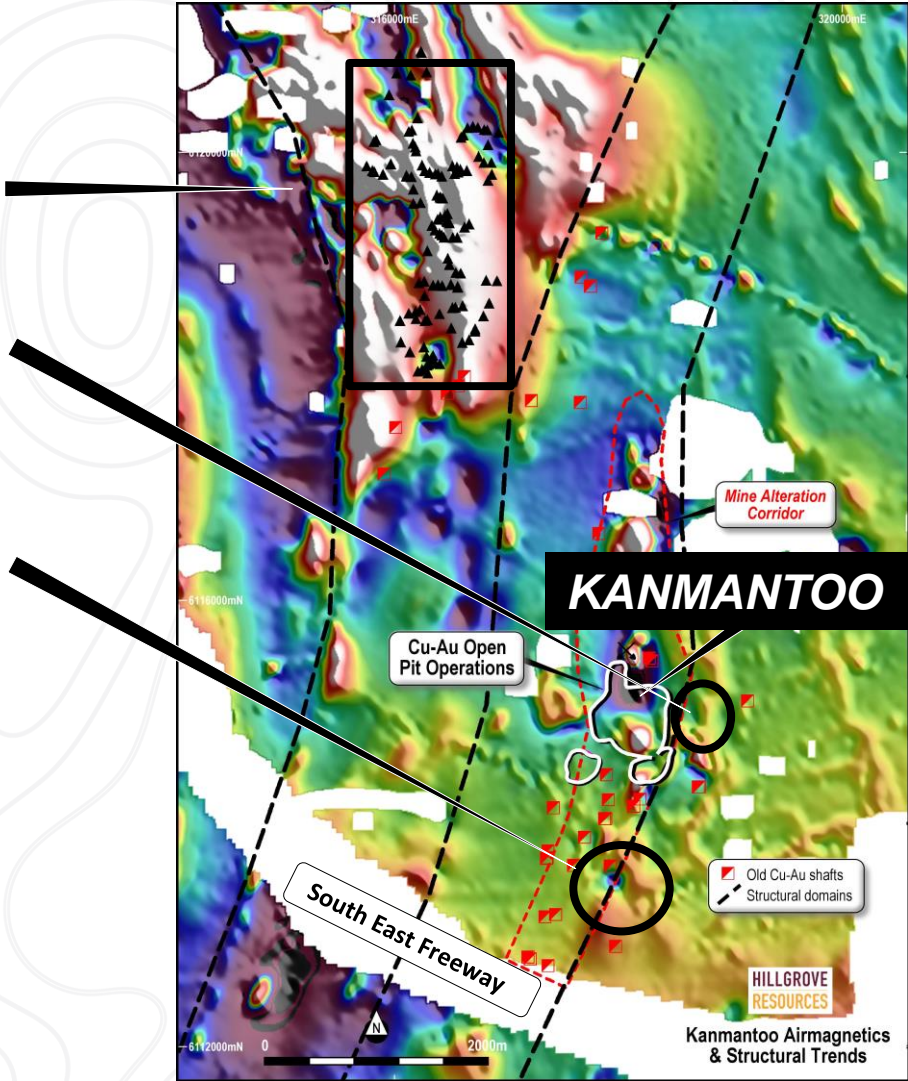 316000mE
320000mE
6120000mN
Mine Alteration
Corridor
KANMANTOO
6116000mN
Cu-Au Open
Pit Operations
Old Cu-Au shafts
Structural domains
South East Freeway
HILLGROVE
RESOURCES
N
Kanmantoo Airmagnetics
& Structural Trends
6112000mN
0
2000m